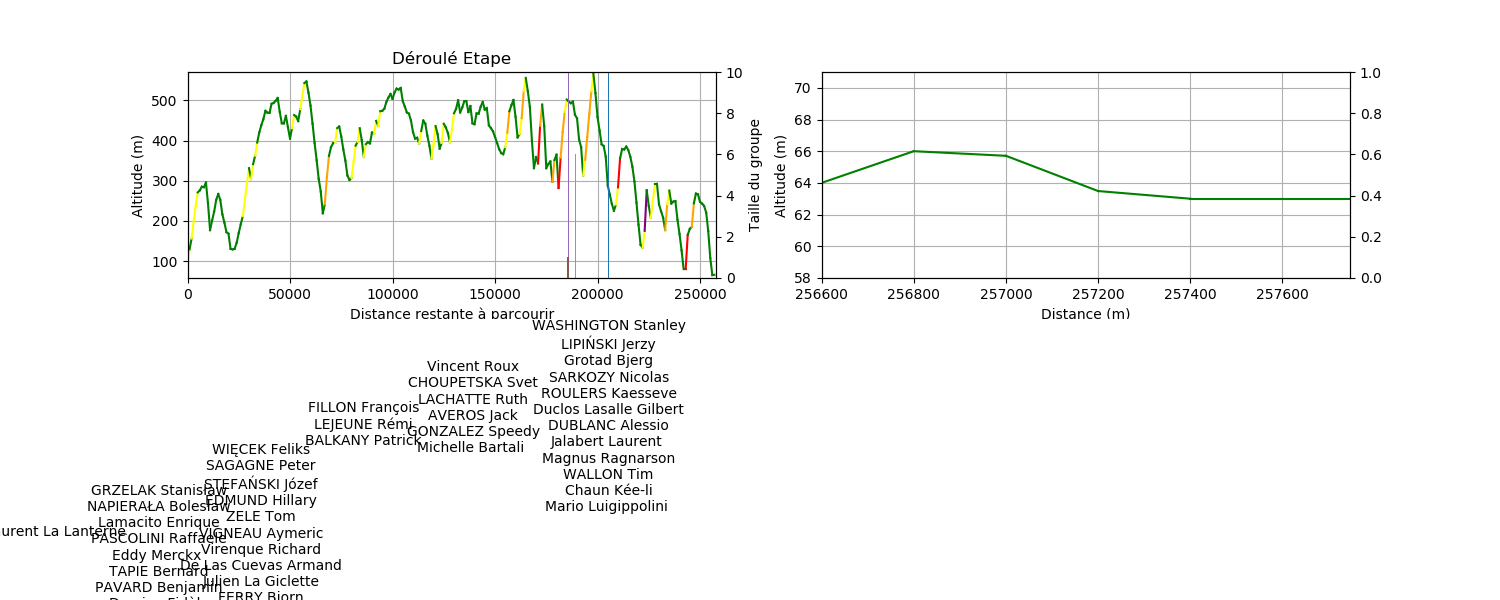 Déroulé Etape
500
400
300
200
100
Altitude (m)
10
8
6
4
2
0
Taille du groupe
0
50000
100000
150000
200000
250000
Distance restante à parcourir
70
68
66
64
62
60
58
Altitude (m)
1.0
0.8
0.6
0.4
0.2
0.0
256600
256800
257000
257200
257400
257600
Distance (m)
WASHINGTON Stanley
LIPIŃSKI Jerzy
Grotad Bjerg
SARKOZY Nicolas
ROULERS Kaesseve
Duclos Lasalle Gilbert
DUBLANC Alessio
Jalabert Laurent
Magnus Ragnarson
WALLON Tim
Chaun Kée-li
Mario Luigippolini
Vincent Roux
CHOUPETSKA Svet
LACHATTE Ruth
AVEROS Jack
GONZALEZ Speedy
Michelle Bartali
FILLON François
LEJEUNE Rémi
BALKANY Patrick
WIĘCEK Feliks
SAGAGNE Peter
STEFAŃSKI Józef
EDMUND Hillary
ZELE Tom
VIGNEAU Aymeric
Virenque Richard
De Las Cuevas Armand
Julien La Giclette
FERRY Bjorn
GRZELAK Stanisław
NAPIERAŁA Bolesław
Lamacito Enrique
PASCOLINI Raffaele
Eddy Merckx
TAPIE Bernard
PAVARD Benjamin
La Lanterne